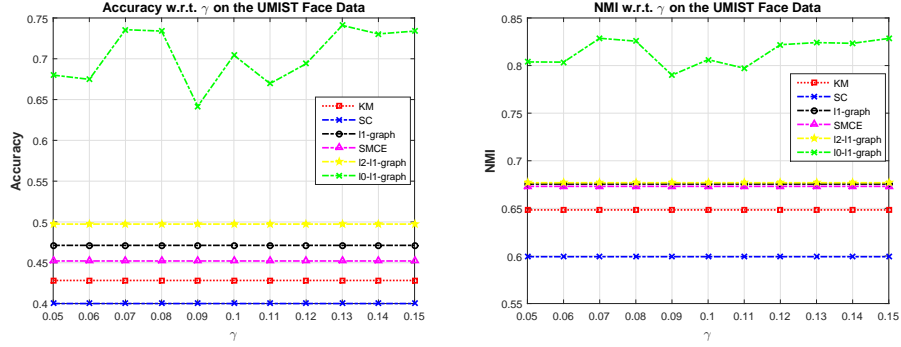 Accuracy w.r.t. γ on the UMIST Face Data
0.75
0.7
0.65
0.6
0.55
0.5
0.45
0.4
Accuracy
KM
SC
l1-graph
SMCE
l2-l1-graph
l0-l1-graph
0.05 0.06 0.07 0.08 0.09 0.1 0.11 0.12 0.13 0.14 0.15
γ
NMI w.r.t. γ on the UMIST Face Data
0.85
0.8
0.75
0.7
0.65
0.6
0.55
NMI
KM
SC
l1-graph
SMCE
l2-l1-graph
l0-l1-graph
0.05 0.06 0.07 0.08 0.09 0.1 0.11 0.12 0.13 0.14 0.15
γ